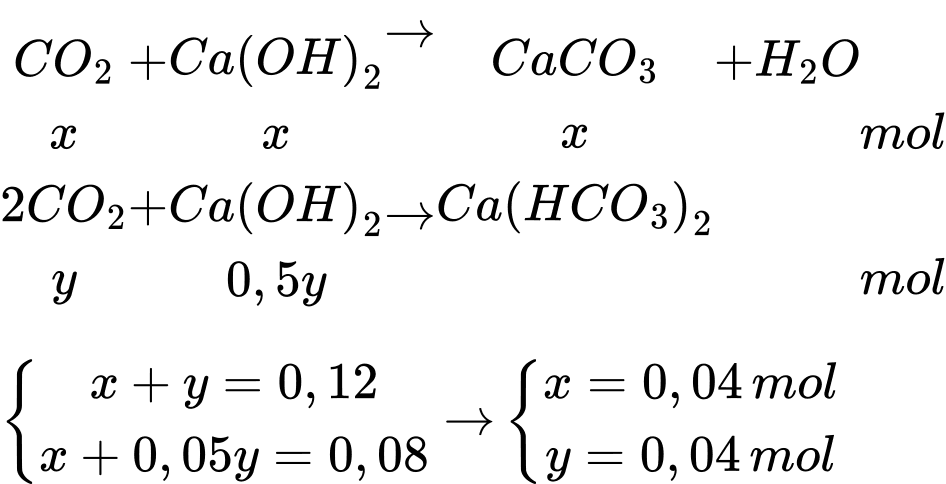 CO₂ +Ca(OH)₂ → CaCO₃ +H₂O
x x x mol
2CO₂+Ca(OH)₂→Ca(HCO₃)₂
y 0,5y mol
{ x + y = 0,12 → { x = 0,04 mol
x + 0,05y = 0,08 y = 0,04 mol